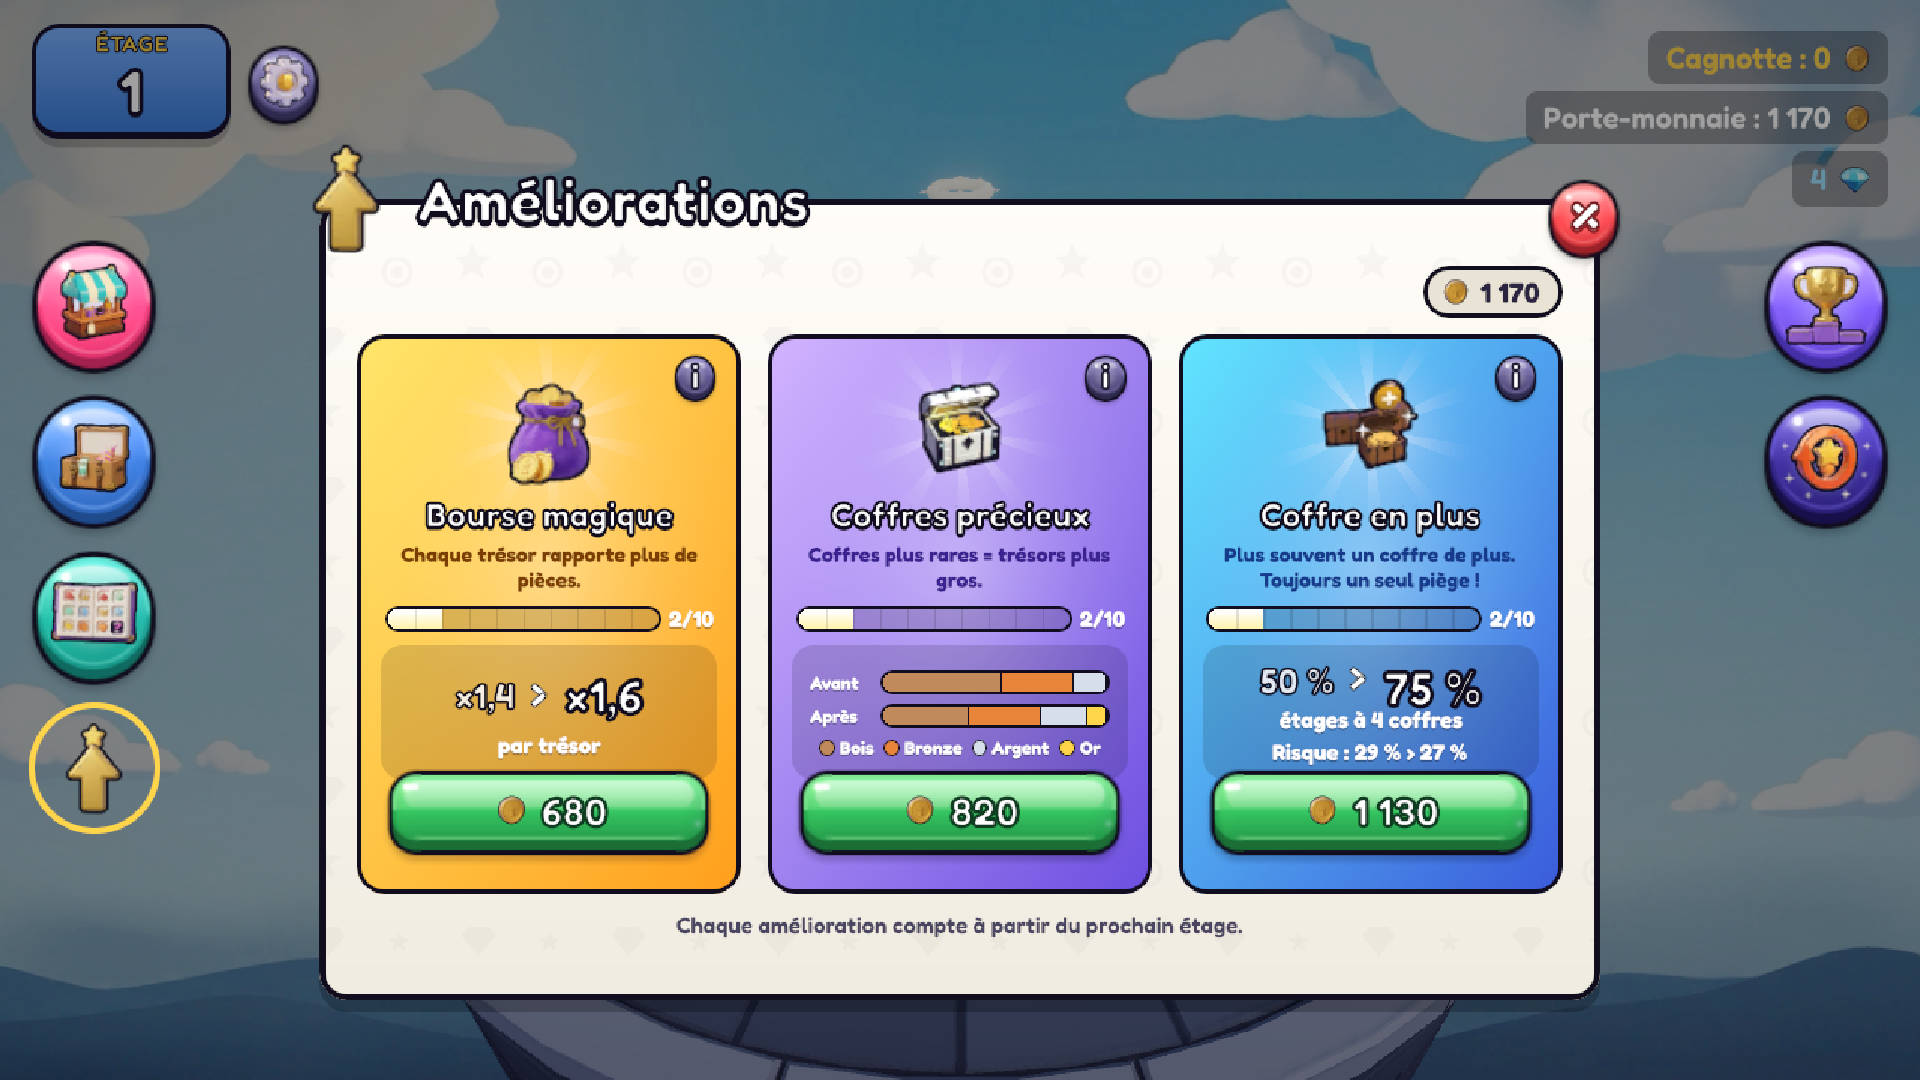 ÉTAGE
1
Cagnotte : 0
Porte-monnaie : 1 170
4
Améliorations
1 170
Bourse magique
Chaque trésor rapporte plus de
pièces.
2/10
x1,4 > x1,6
par trésor
680
Coffres précieux
Coffres plus rares = trésors plus
gros.
2/10
Avant
Après
Bois Bronze Argent Or
820
Coffre en plus
Plus souvent un coffre de plus.
Toujours un seul piège !
2/10
50 % > 75 %
étages à 4 coffres
Risque : 29 % > 27 %
1 130
Chaque amélioration compte à partir du prochain étage.